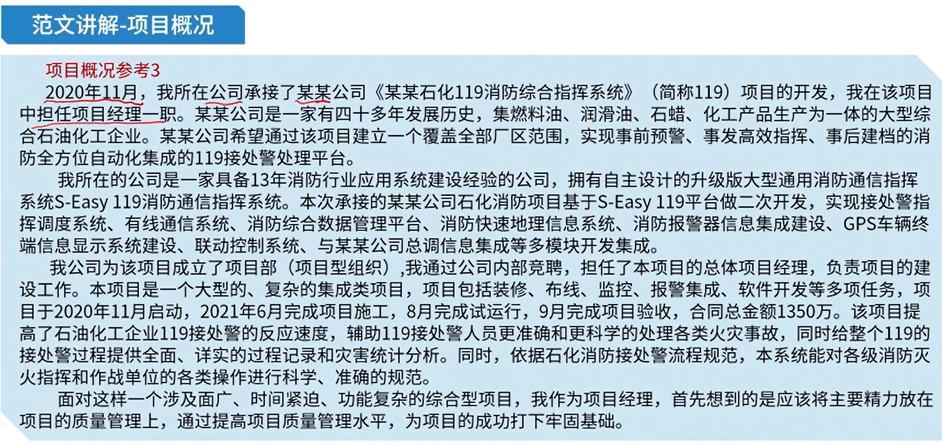 范文讲解-项目概况
项目概况参考3
2020年11月，我所在公司承接了某某公司《某某石化119消防综合指挥系统》（简称119）项目的开发，我在该项目
中担任项目经理一职。某某公司是一家有四十多年发展历史，集燃料油、润滑油、石蜡、化工产品生产为一体的大型综
合石油化工企业。某某公司希望通过该项目建立一个覆盖全部厂区范围，实现事前预警、事发高效指挥、事后建档的消
防全方位自动化集成的119接处警处理平台。
我所在的公司是一家具备13年消防行业应用系统建设经验的公司，拥有自主设计的升级版大型通用消防通信指挥
系统S-Easy 119消防通信指挥系统。本次承接的某某公司石化消防项目基于S-Easy 119平台做二次开发，实现接处警指
挥调度系统、有线通信系统、消防综合数据管理平台、消防快速地理信息系统、消防报警器信息集成建设、GPS车辆终
端信息显示系统建设、联动控制系统、与某某公司总调信息集成等多模块开发集成。
我公司为该项目成立了项目部（项目型组织）,我通过公司内部竞聘，担任了本项目的总体项目经理，负责项目的建
设工作。本项目是一个大型的、复杂的集成类项目，项目包括装修、布线、监控、报警集成、软件开发等多项任务，项
目于2020年11月启动，2021年6月完成项目施工，8月完成试运行，9月完成项目验收，合同总金额1350万。该项目提
高了石油化工企业119接处警的反应速度，辅助119接处警人员更准确和更科学的处理各类火灾事故，同时给整个119的
接处警过程提供全面、详实的过程记录和灾害统计分析。同时，依据石化消防接处警流程规范，本系统能对各级消防灭
火指挥和作战单位的各类操作进行科学、准确的规范。
面对这样一个涉及面广、时间紧迫、功能复杂的综合型项目，我作为项目经理，首先想到的是应该将主要精力放在
项目的质量管理上，通过提高项目质量管理水平，为项目的成功打下牢固基础。